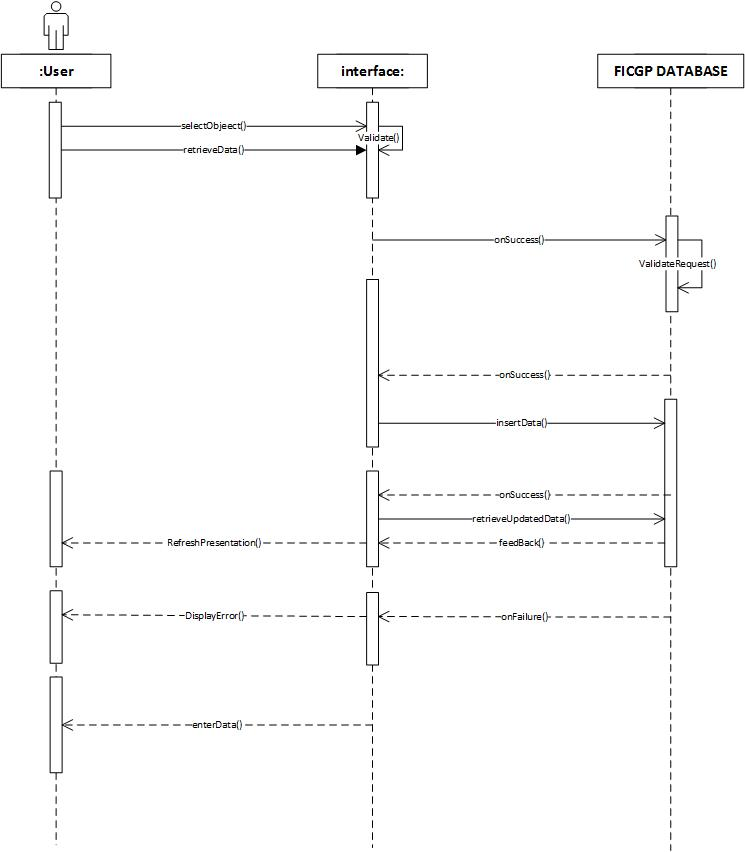 :User
interface:
FICGP DATABASE
selectObjeect()
Validate()
retrieveData()
onSuccess()
ValidateRequest()
onSuccess()
insertData()
onSuccess()
retrieveUpdatedData()
RefreshPresentation()
feedBack()
DisplayError()
onFailure()
enterData()